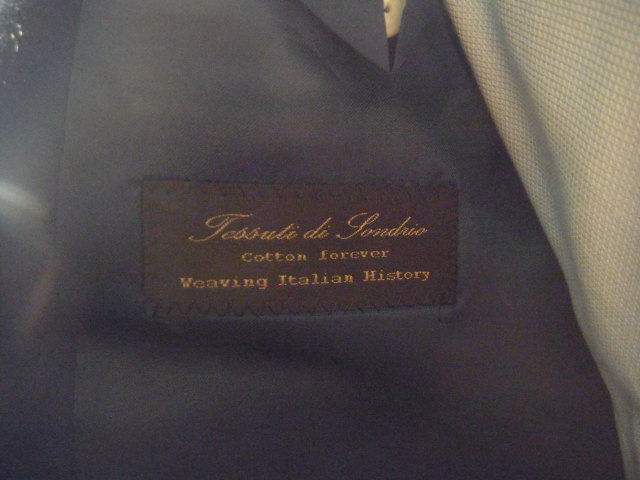 Tessuti di Sondrio
Cotton forever
Weaving Italian History